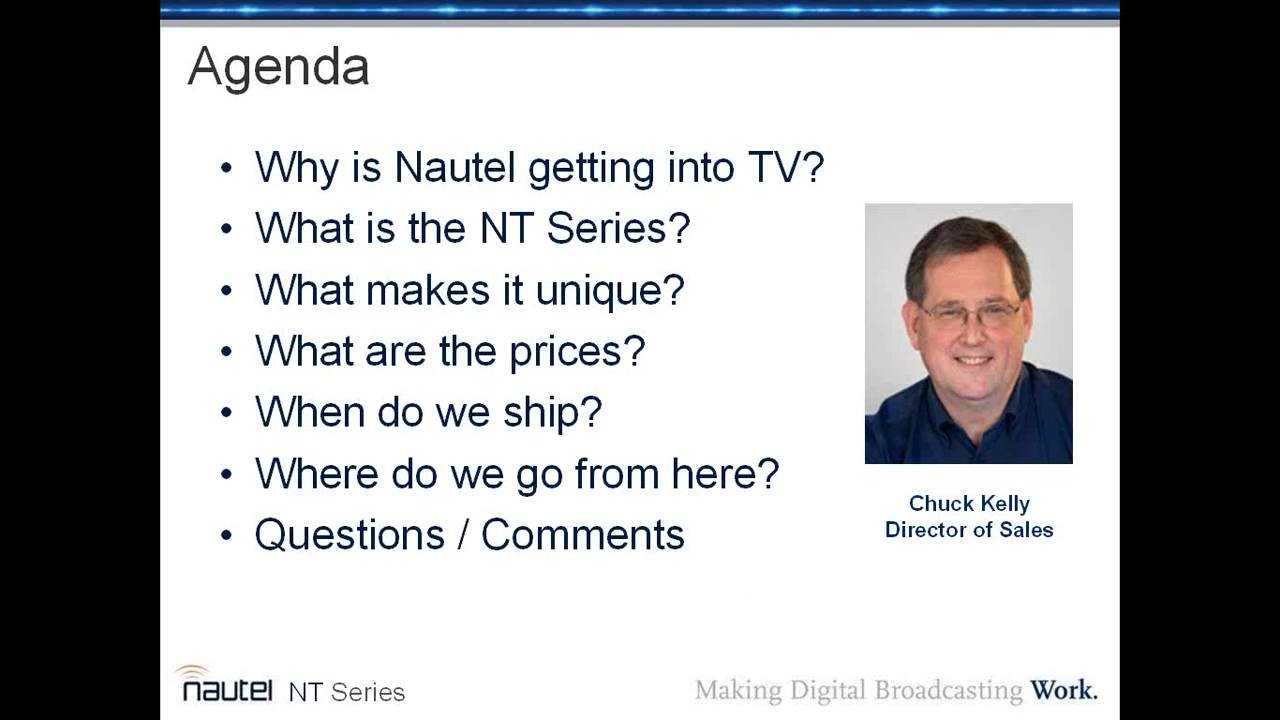 Agenda
• Why is Nautel getting into TV?
• What is the NT Series?
• What makes it unique?
• What are the prices?
• When do we ship?
• Where do we go from here?
• Questions / Comments
Chuck Kelly
Director of Sales
nautel NT Series
Making Digital Broadcasting Work.